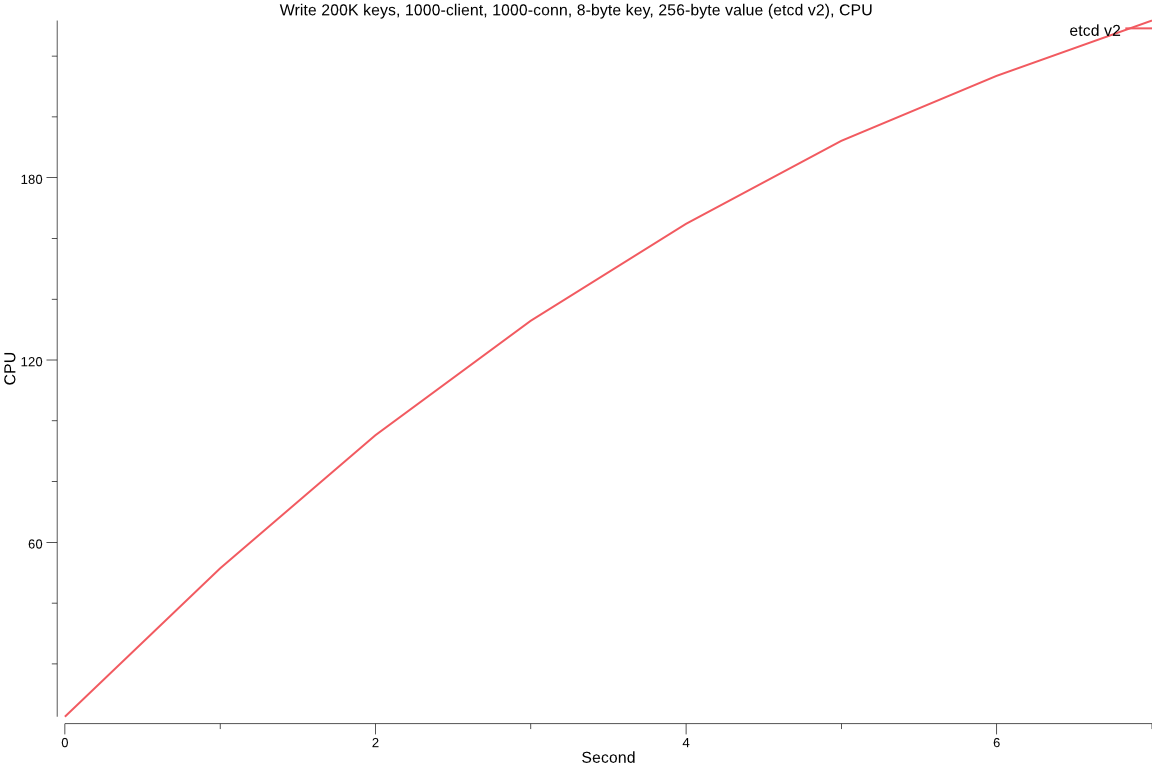 Write 200K keys, 1000-client, 1000-conn, 8-byte key, 256-byte value (etcd v2), CPU
etcd v2
180
120
60
CPU
0 2 4 6
Second